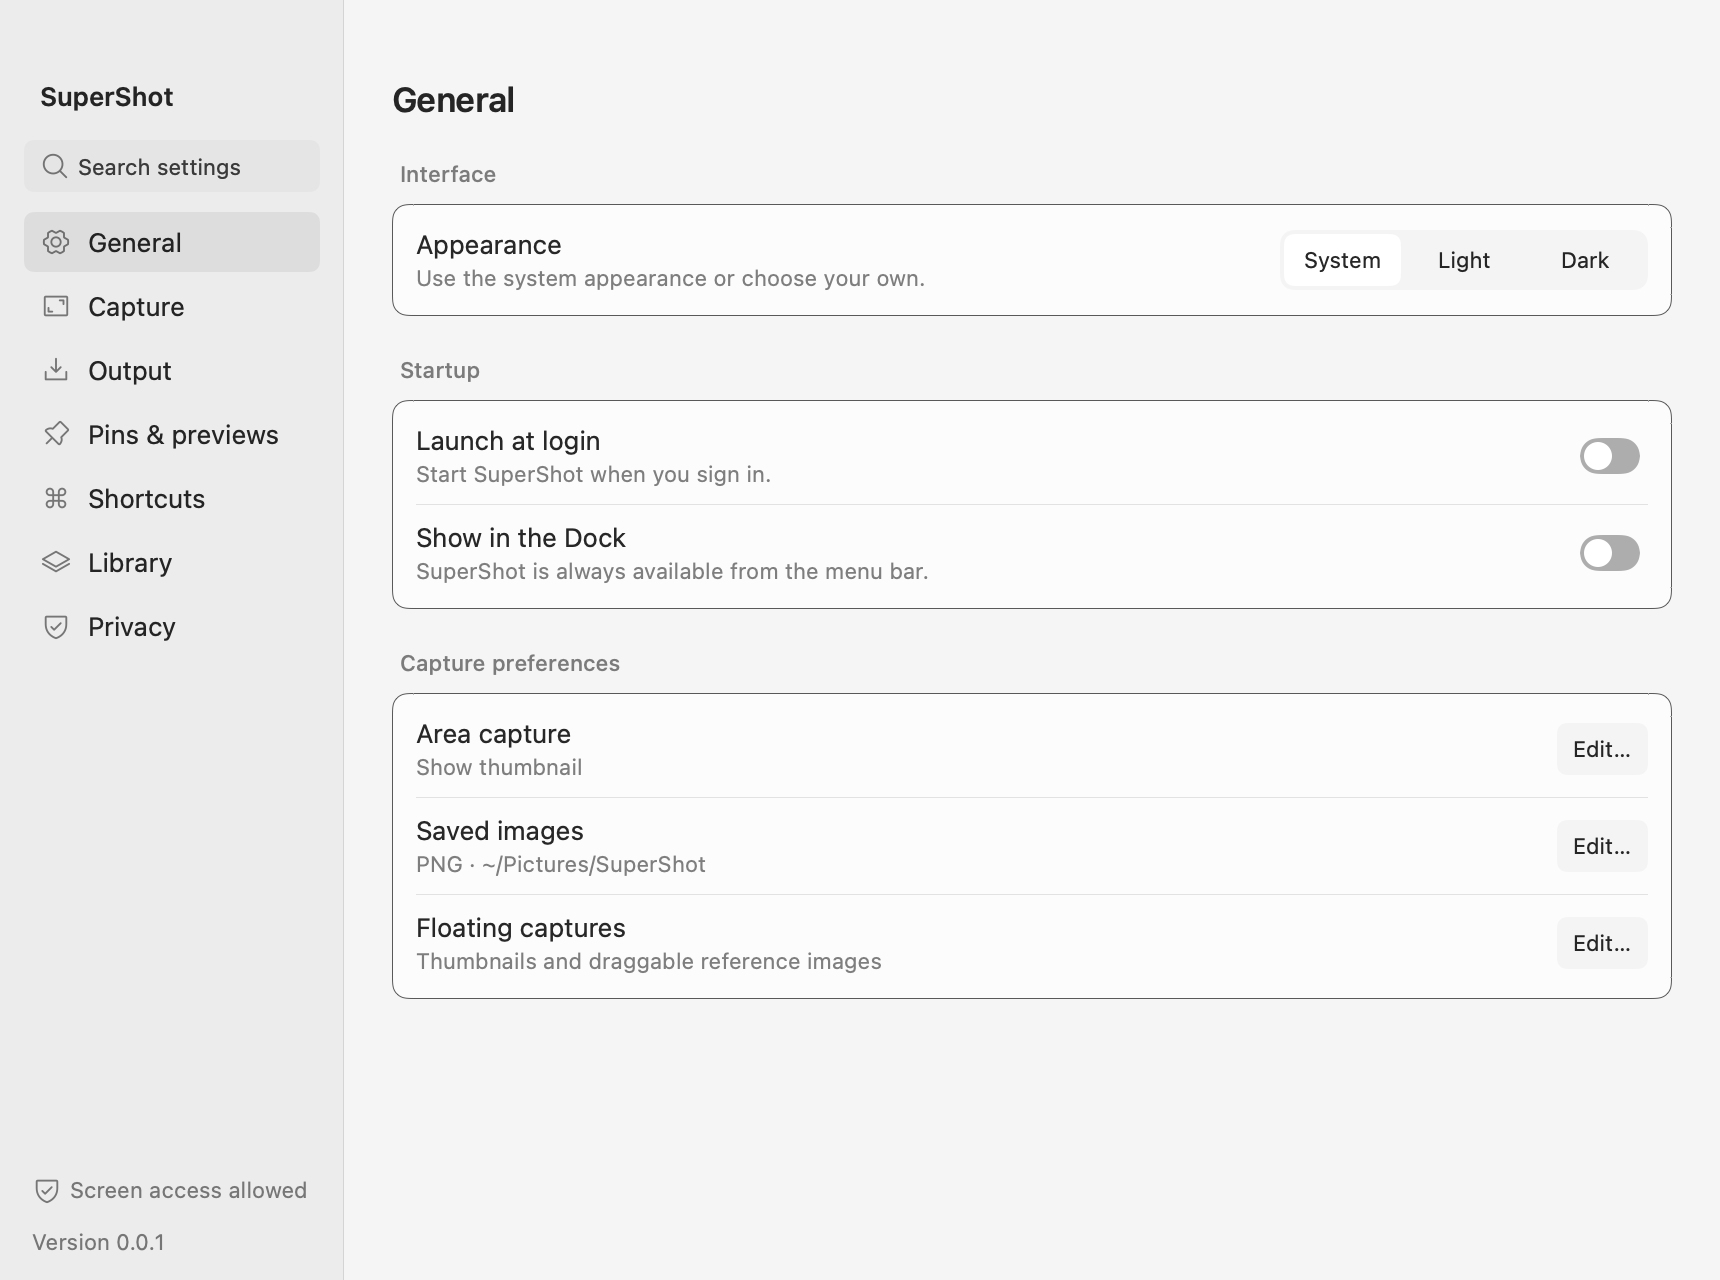 SuperShot
Search settings
General
Capture
Output
Pins & previews
Shortcuts
Library
Privacy
Screen access allowed
Version 0.0.1
General
Interface
Appearance
Use the system appearance or choose your own.
System Light Dark
Startup
Launch at login
Start SuperShot when you sign in.
Show in the Dock
SuperShot is always available from the menu bar.
Capture preferences
Area capture
Show thumbnail
Edit...
Saved images
PNG · ~/Pictures/SuperShot
Edit...
Floating captures
Thumbnails and draggable reference images
Edit...